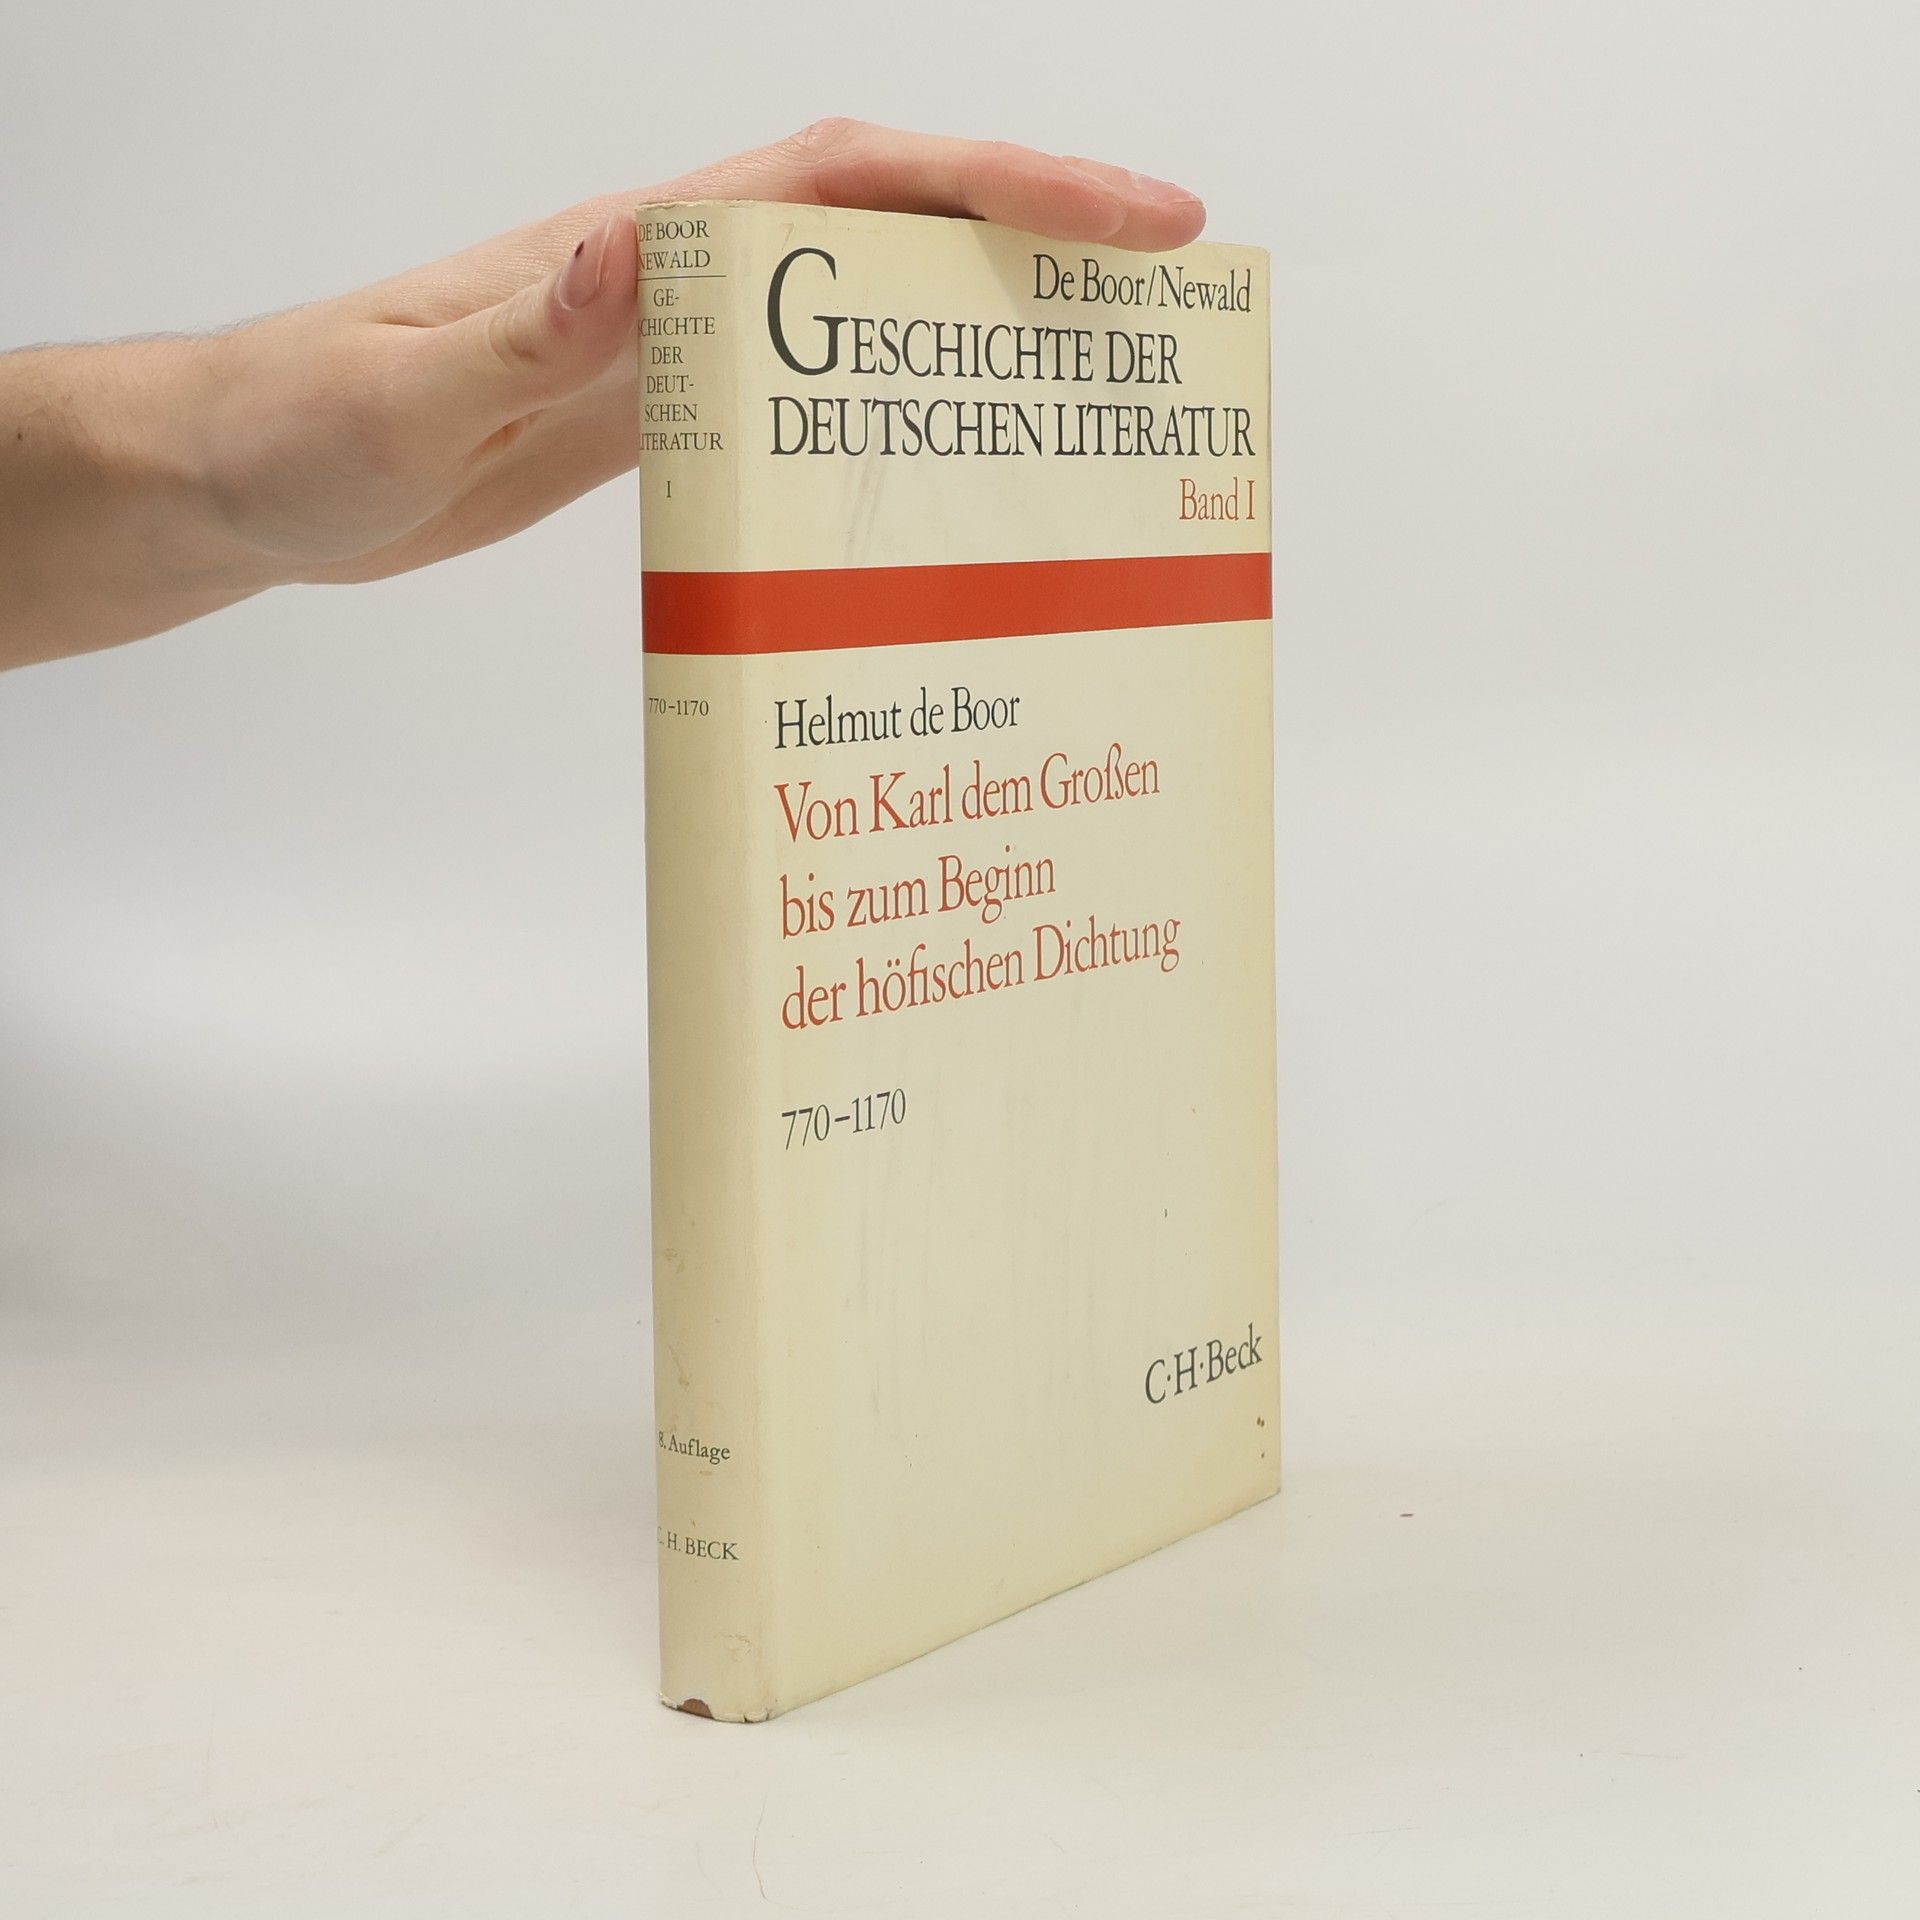 DE BOOR
NEWALD
GE-
SCHICHTE
DER
DEUT-
SCHEN
LITERATUR
I
770-1170
8. Auflage
C. H. BECK
De Boor/Newald
GESCHICHTE DER
DEUTSCHEN LITERATUR
Band I
Helmut de Boor
Von Karl dem Großen
bis zum Beginn
der höfischen Dichtung
770-1170
C·H·Beck